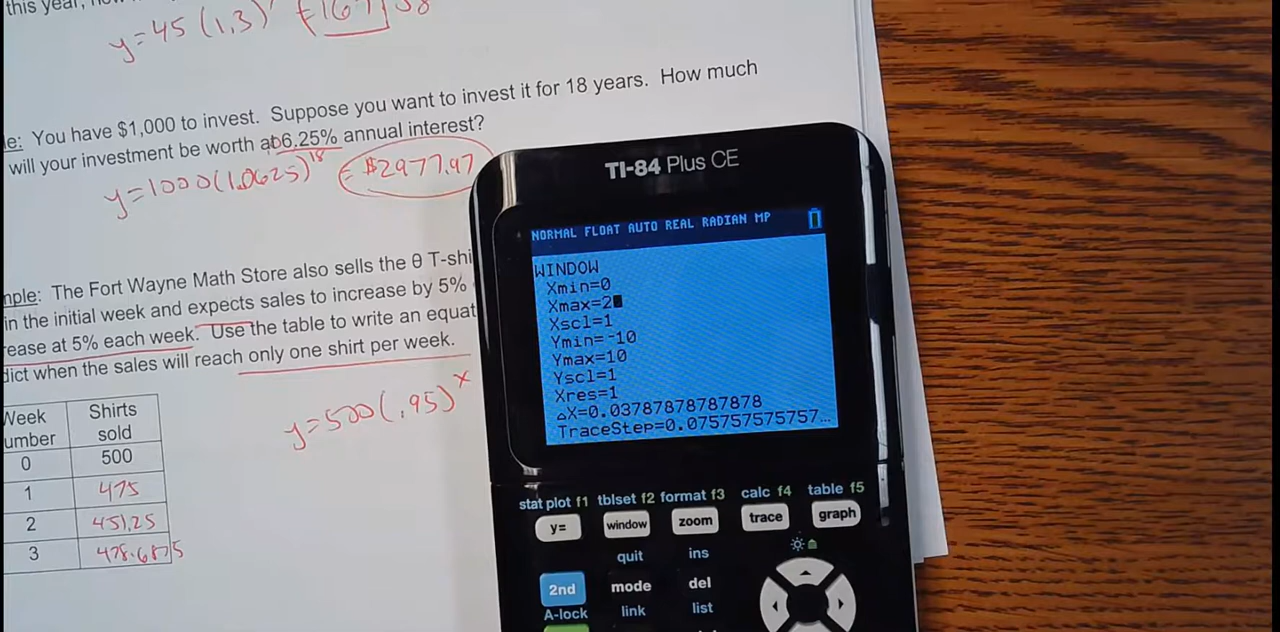 this year,
y=45(1.3)
le: You have $1,000 to invest. Suppose you want to invest it for 18 years. How much
will your investment be worth at 6.25% annual interest?
y=1000(1.0625)^18 = $2977.97
mple: The Fort Wayne Math Store also sells the θ T-shi
in the initial week and expects sales to increase by 5%
rease at 5% each week. Use the table to write an equat
dict when the sales will reach only one shirt per week.
y=500(.95)^x
Week
umber
Shirts
sold
0 500
1 475
2 451.25
3 478.6875
TI-84 Plus CE
NORMAL FLOAT AUTO REAL RADIAN MP
WINDOW
Xmin=0
Xmax=2
Xscl=1
Ymin=-10
Ymax=10
Yscl=1
Xres=1
△X=0.03787878787878
TraceStep=0.075757575757...
stat plot f1 tblset f2 format f3 calc f4 table f5
y= window zoom trace graph
quit ins
2nd mode del
A-lock link list